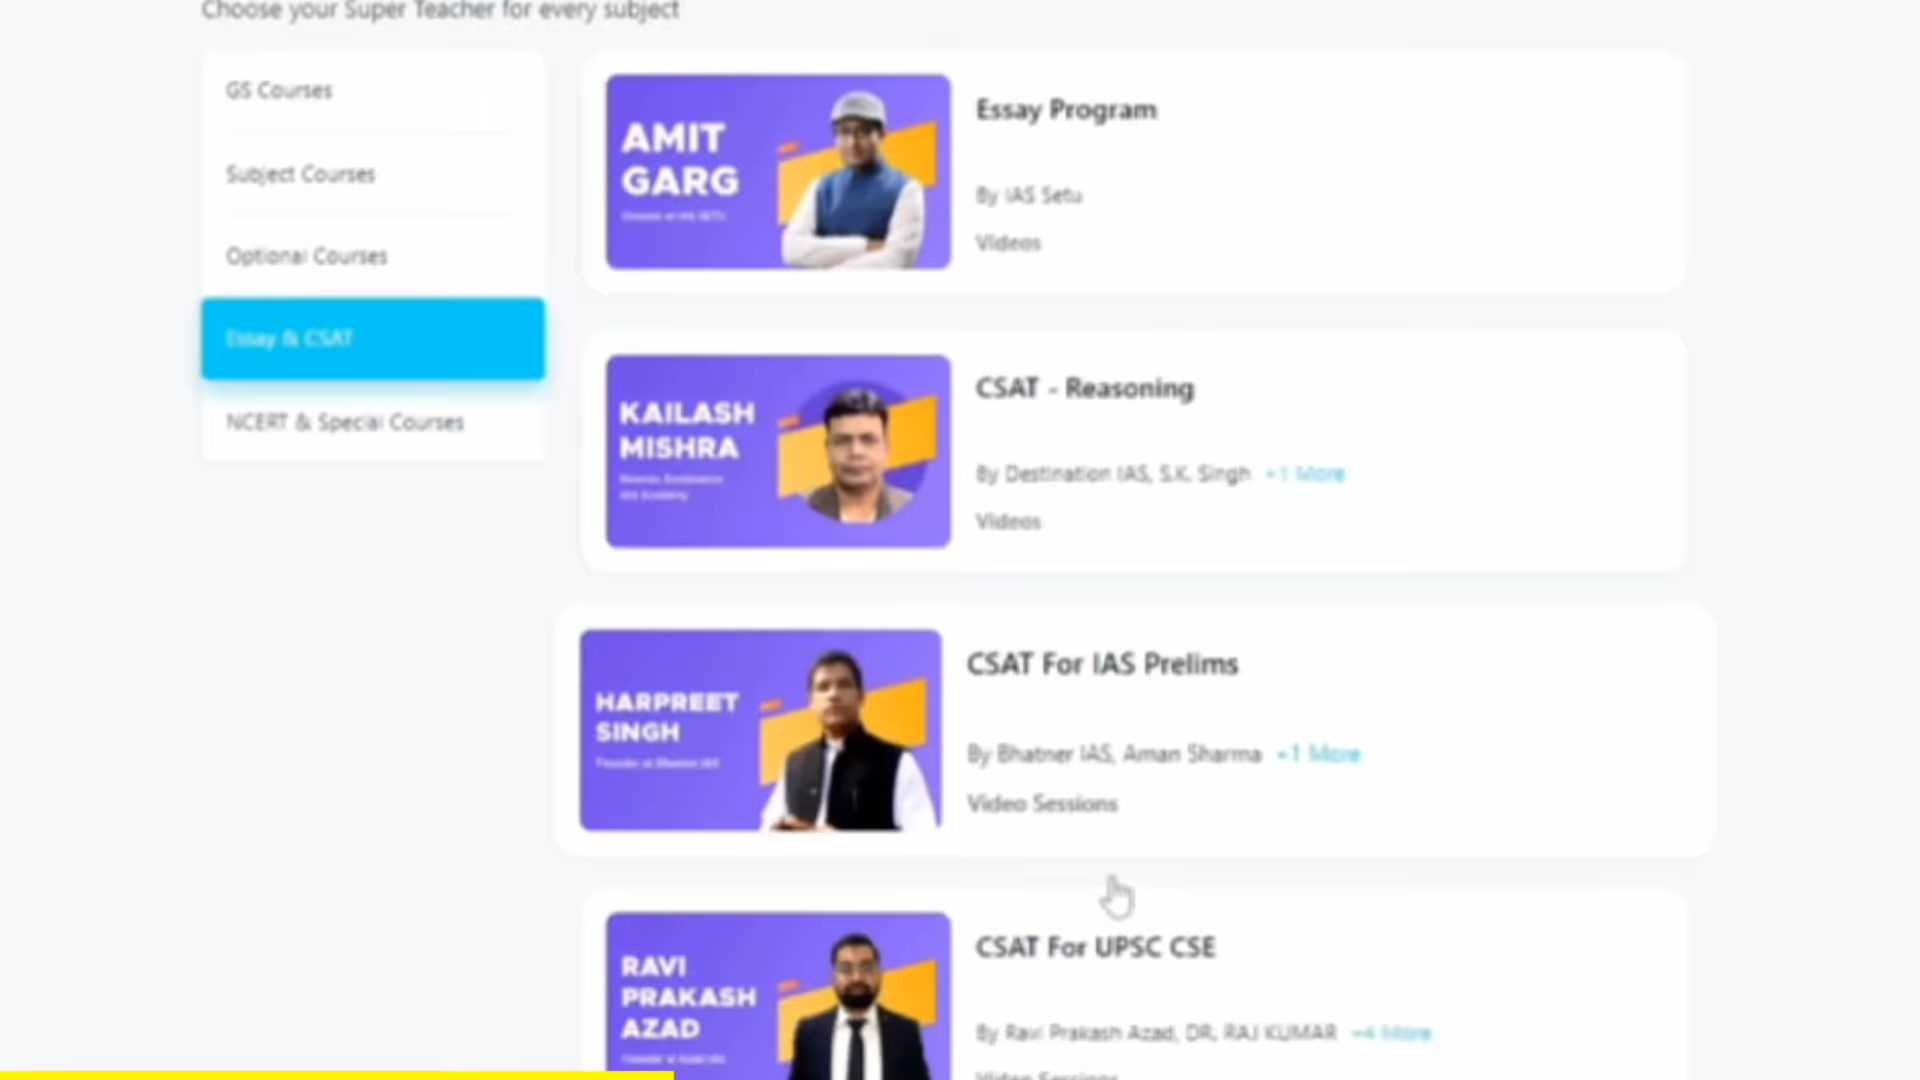 Choose your Super Teacher for every subject
GS Courses
Subject Courses
Optional Courses
Essay & CSAT
NCERT & Special Courses
AMIT
GARG
Essay Program
By IAS Setu
Videos
KAILASH
MISHRA
CSAT - Reasoning
By Destination IAS, S.K. Singh +1 More
Videos
HARPREET
SINGH
CSAT For IAS Prelims
By Bhatner IAS, Aman Sharma +1 More
Video Sessions
RAVI
PRAKASH
AZAD
CSAT For UPSC CSE
By Ravi Prakash Azad, DR. RAJ KUMAR +4 More
Video Sessions